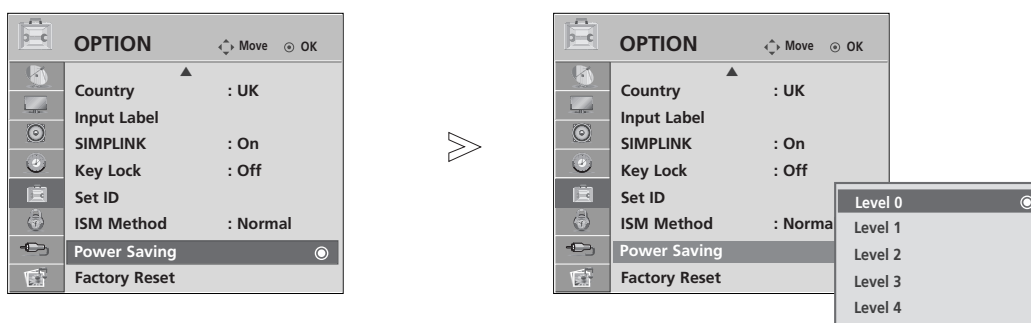 OPTION Move OK
Country : UK
Input Label
SIMPLINK : On
Key Lock : Off
Set ID
ISM Method : Normal
Power Saving
Factory Reset
OPTION Move OK
Country : UK
Input Label
SIMPLINK : On
Key Lock : Off
Set ID
ISM Method : Norma
Power Saving
Factory Reset
Level 0
Level 1
Level 2
Level 3
Level 4